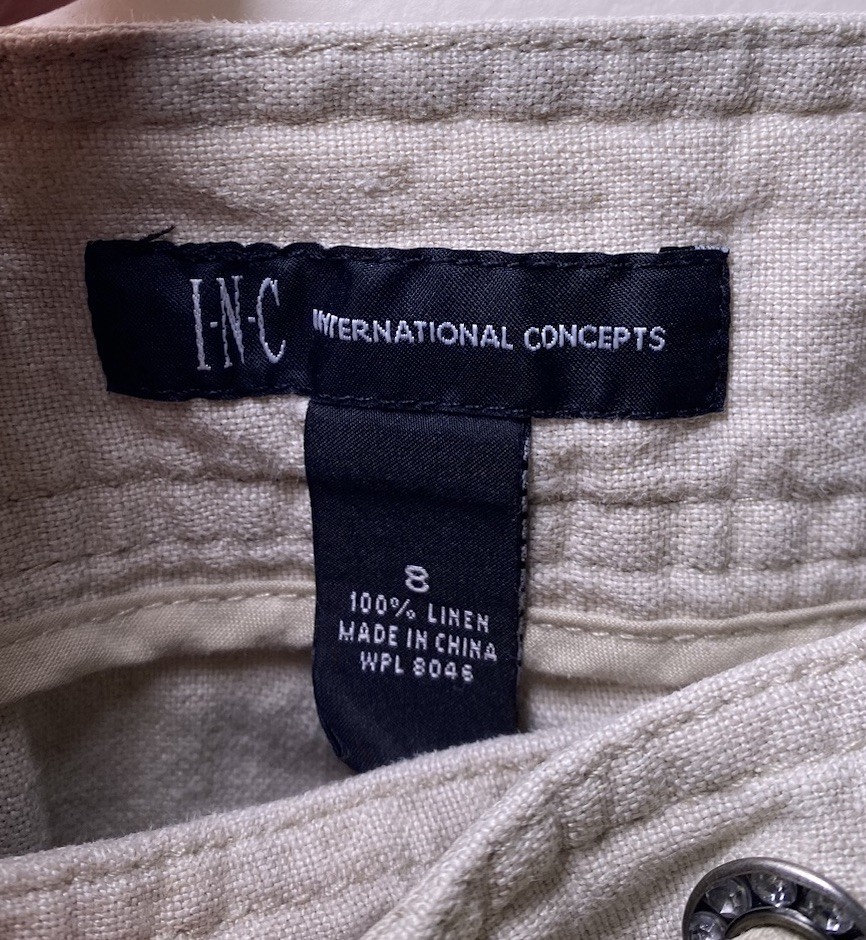 I-N-C INTERNATIONAL CONCEPTS
8
100% LINEN
MADE IN CHINA
WPL 8046